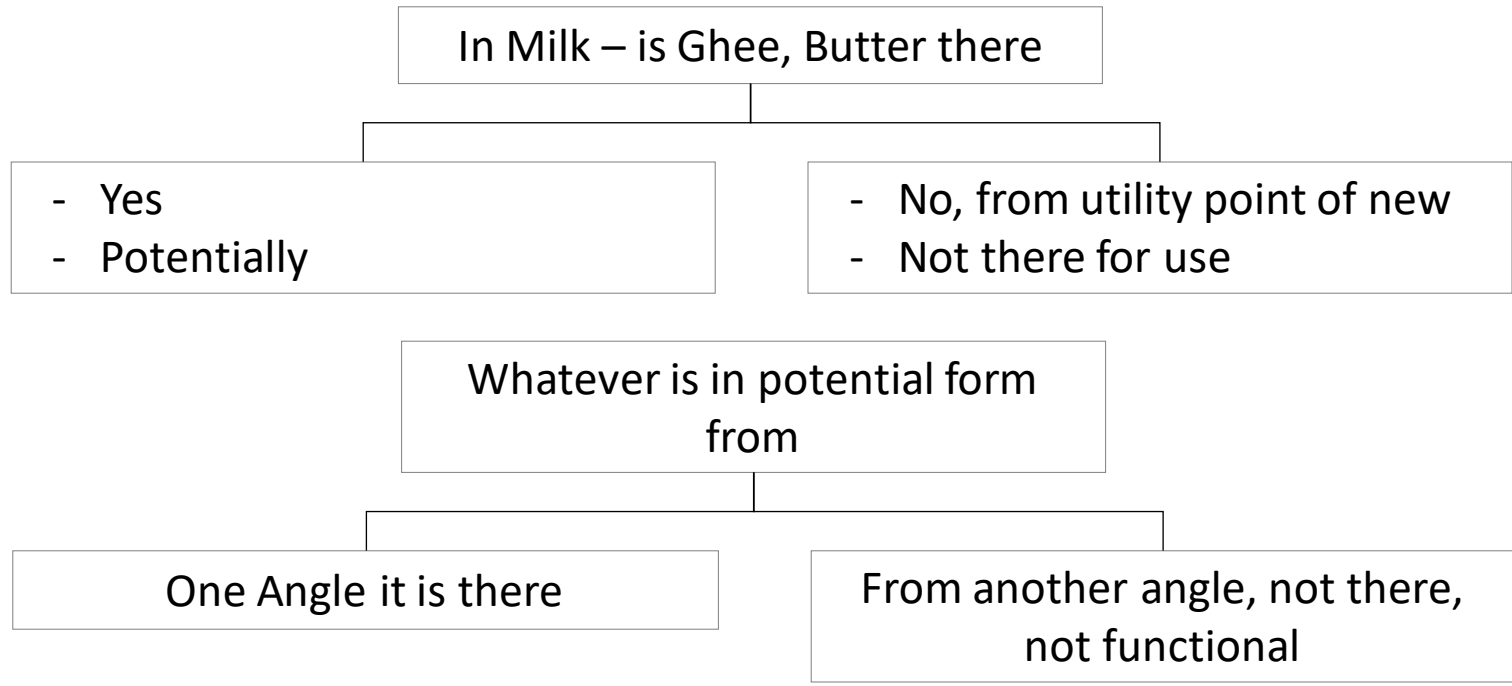 In Milk – is Ghee, Butter there
- Yes
- Potentially
- No, from utility point of new
- Not there for use
Whatever is in potential form
from
One Angle it is there
From another angle, not there,
not functional